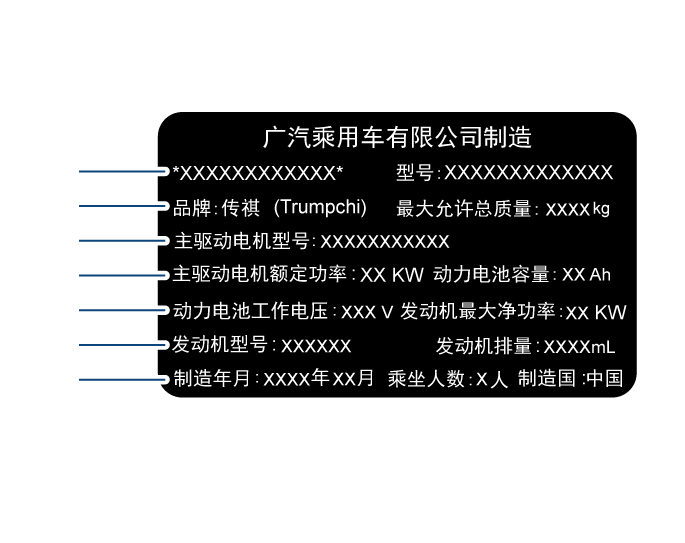 广汽乘用车有限公司制造
*XXXXXXXXXXXX* 型号:XXXXXXXXXXXXX
品牌:传祺 (Trumpchi) 最大允许总质量: XXXXkg
主驱动电机型号: XXXXXXXXXXX
主驱动电机额定功率: XX KW 动力电池容量: XX Ah
动力电池工作电压: XXX V 发动机最大净功率:XX KW
发动机型号: XXXXXX 发动机排量: XXXXmL
制造年月: XXXX年XX月 乘坐人数:X人 制造国:中国